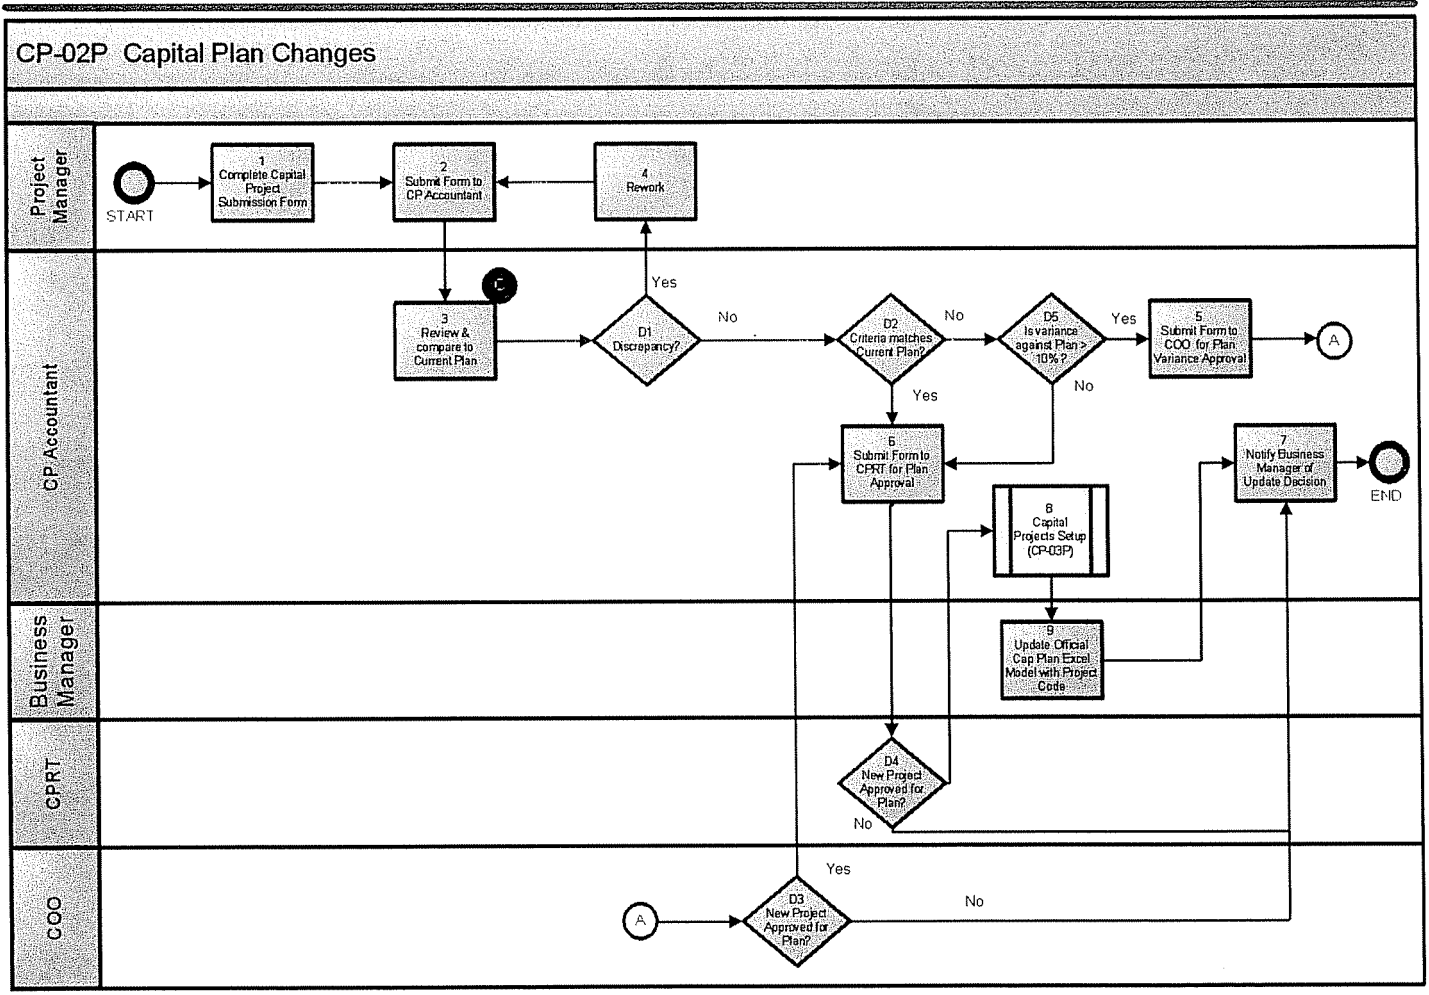 CP-02P Capital Plan Changes
Project
Manager
START
1
Complete Capital
Project
Submission Form
2
Submit Form to
CP Accountant
4
Rework
CP Accountant
C
3
Review &
compare to
Current Plan
Yes
D1
Discrepancy?
No
D2
Criteria matches
Current Plan?
No
D5
Is variance
against Plan >
10% ?
Yes
5
Submit Form to
COO for Plan
Variance Approval
A
Yes
No
6
Submit Form to
CPRT for Plan
Approval
7
Notify Business
Manager of
Update Decision
END
8
Capital
Projects Setup
(CP-03P)
Business
Manager
9
Update Official
Cap Plan Excel
Model with Project
Code
CPRT
D4
New Project
Approved for
Plan?
No
COO
A
Yes
D3
New Project
Approved for
Plan?
No